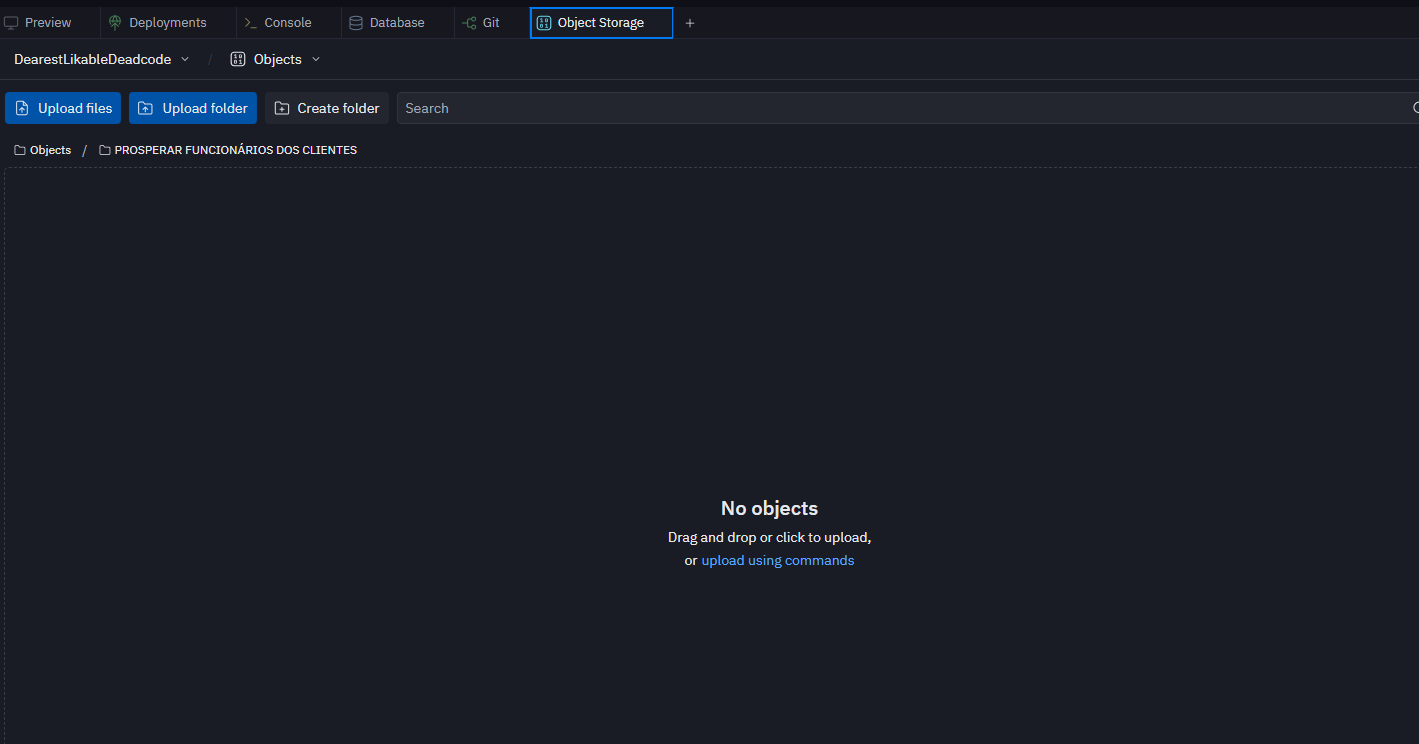 Preview Deployments >_ Console Database Git Object Storage +
DearestLikableDeadcode / Objects
Upload files Upload folder Create folder Search
Objects / PROSPERAR FUNCIONÁRIOS DOS CLIENTES
No objects
Drag and drop or click to upload,
or upload using commands